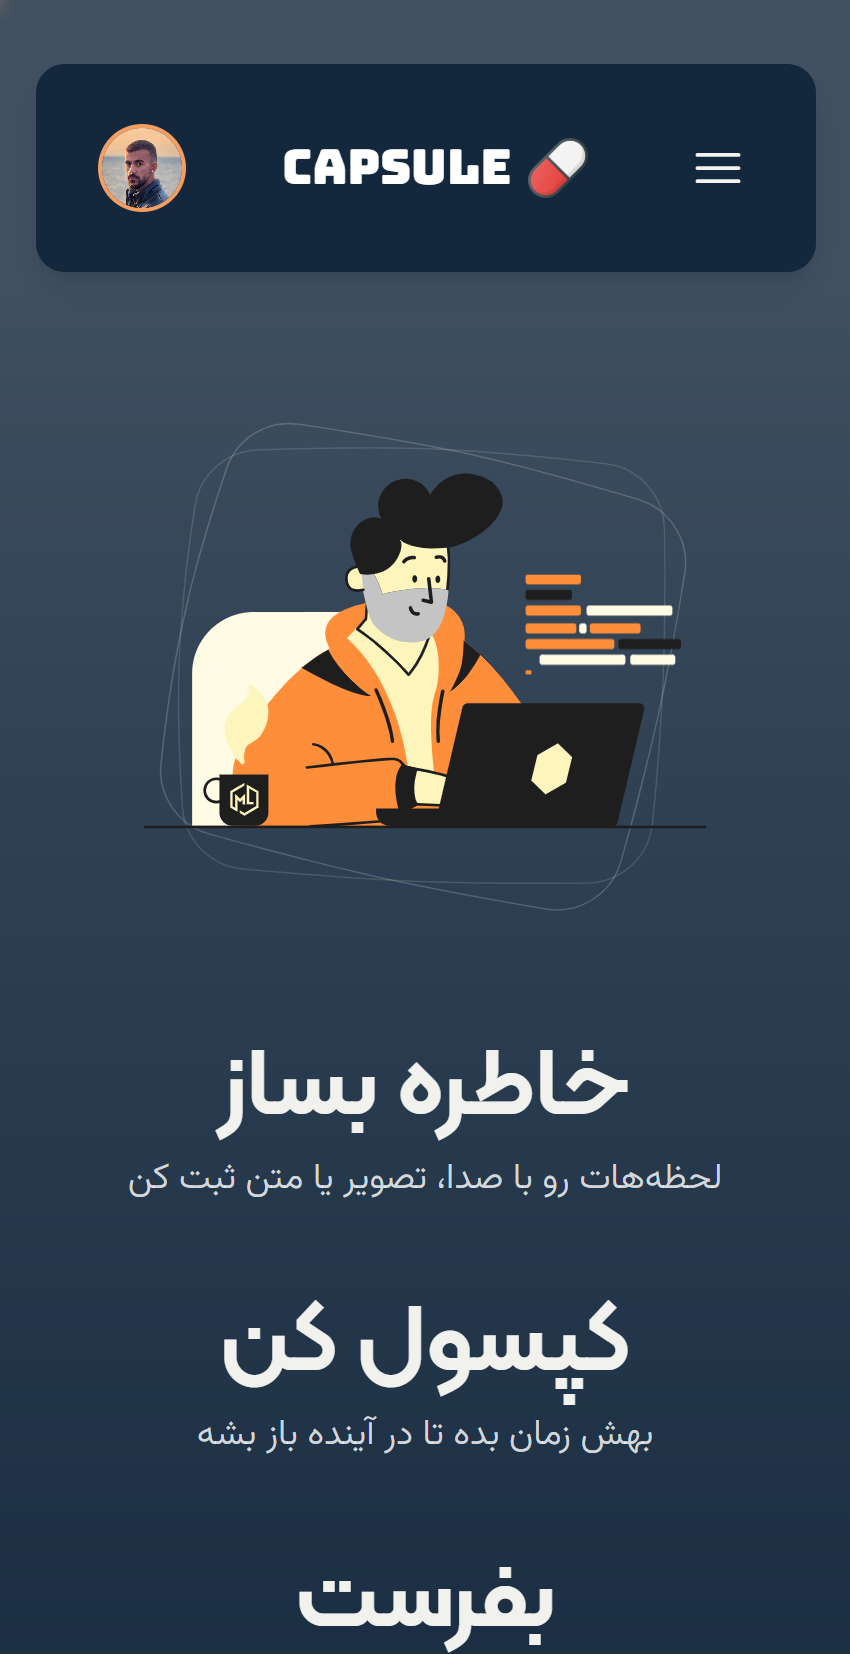 CAPSULE
خاطره بساز
لحظه‌هات رو با صدا، تصویر یا متن ثبت کن
کپسول کن
بهش زمان بده تا در آینده باز بشه
بفرست